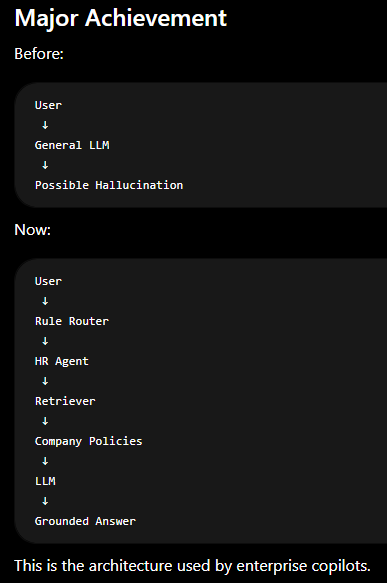 Major Achievement
Before:
User
↓
General LLM
↓
Possible Hallucination
Now:
User
↓
Rule Router
↓
HR Agent
↓
Retriever
↓
Company Policies
↓
LLM
↓
Grounded Answer
This is the architecture used by enterprise copilots.